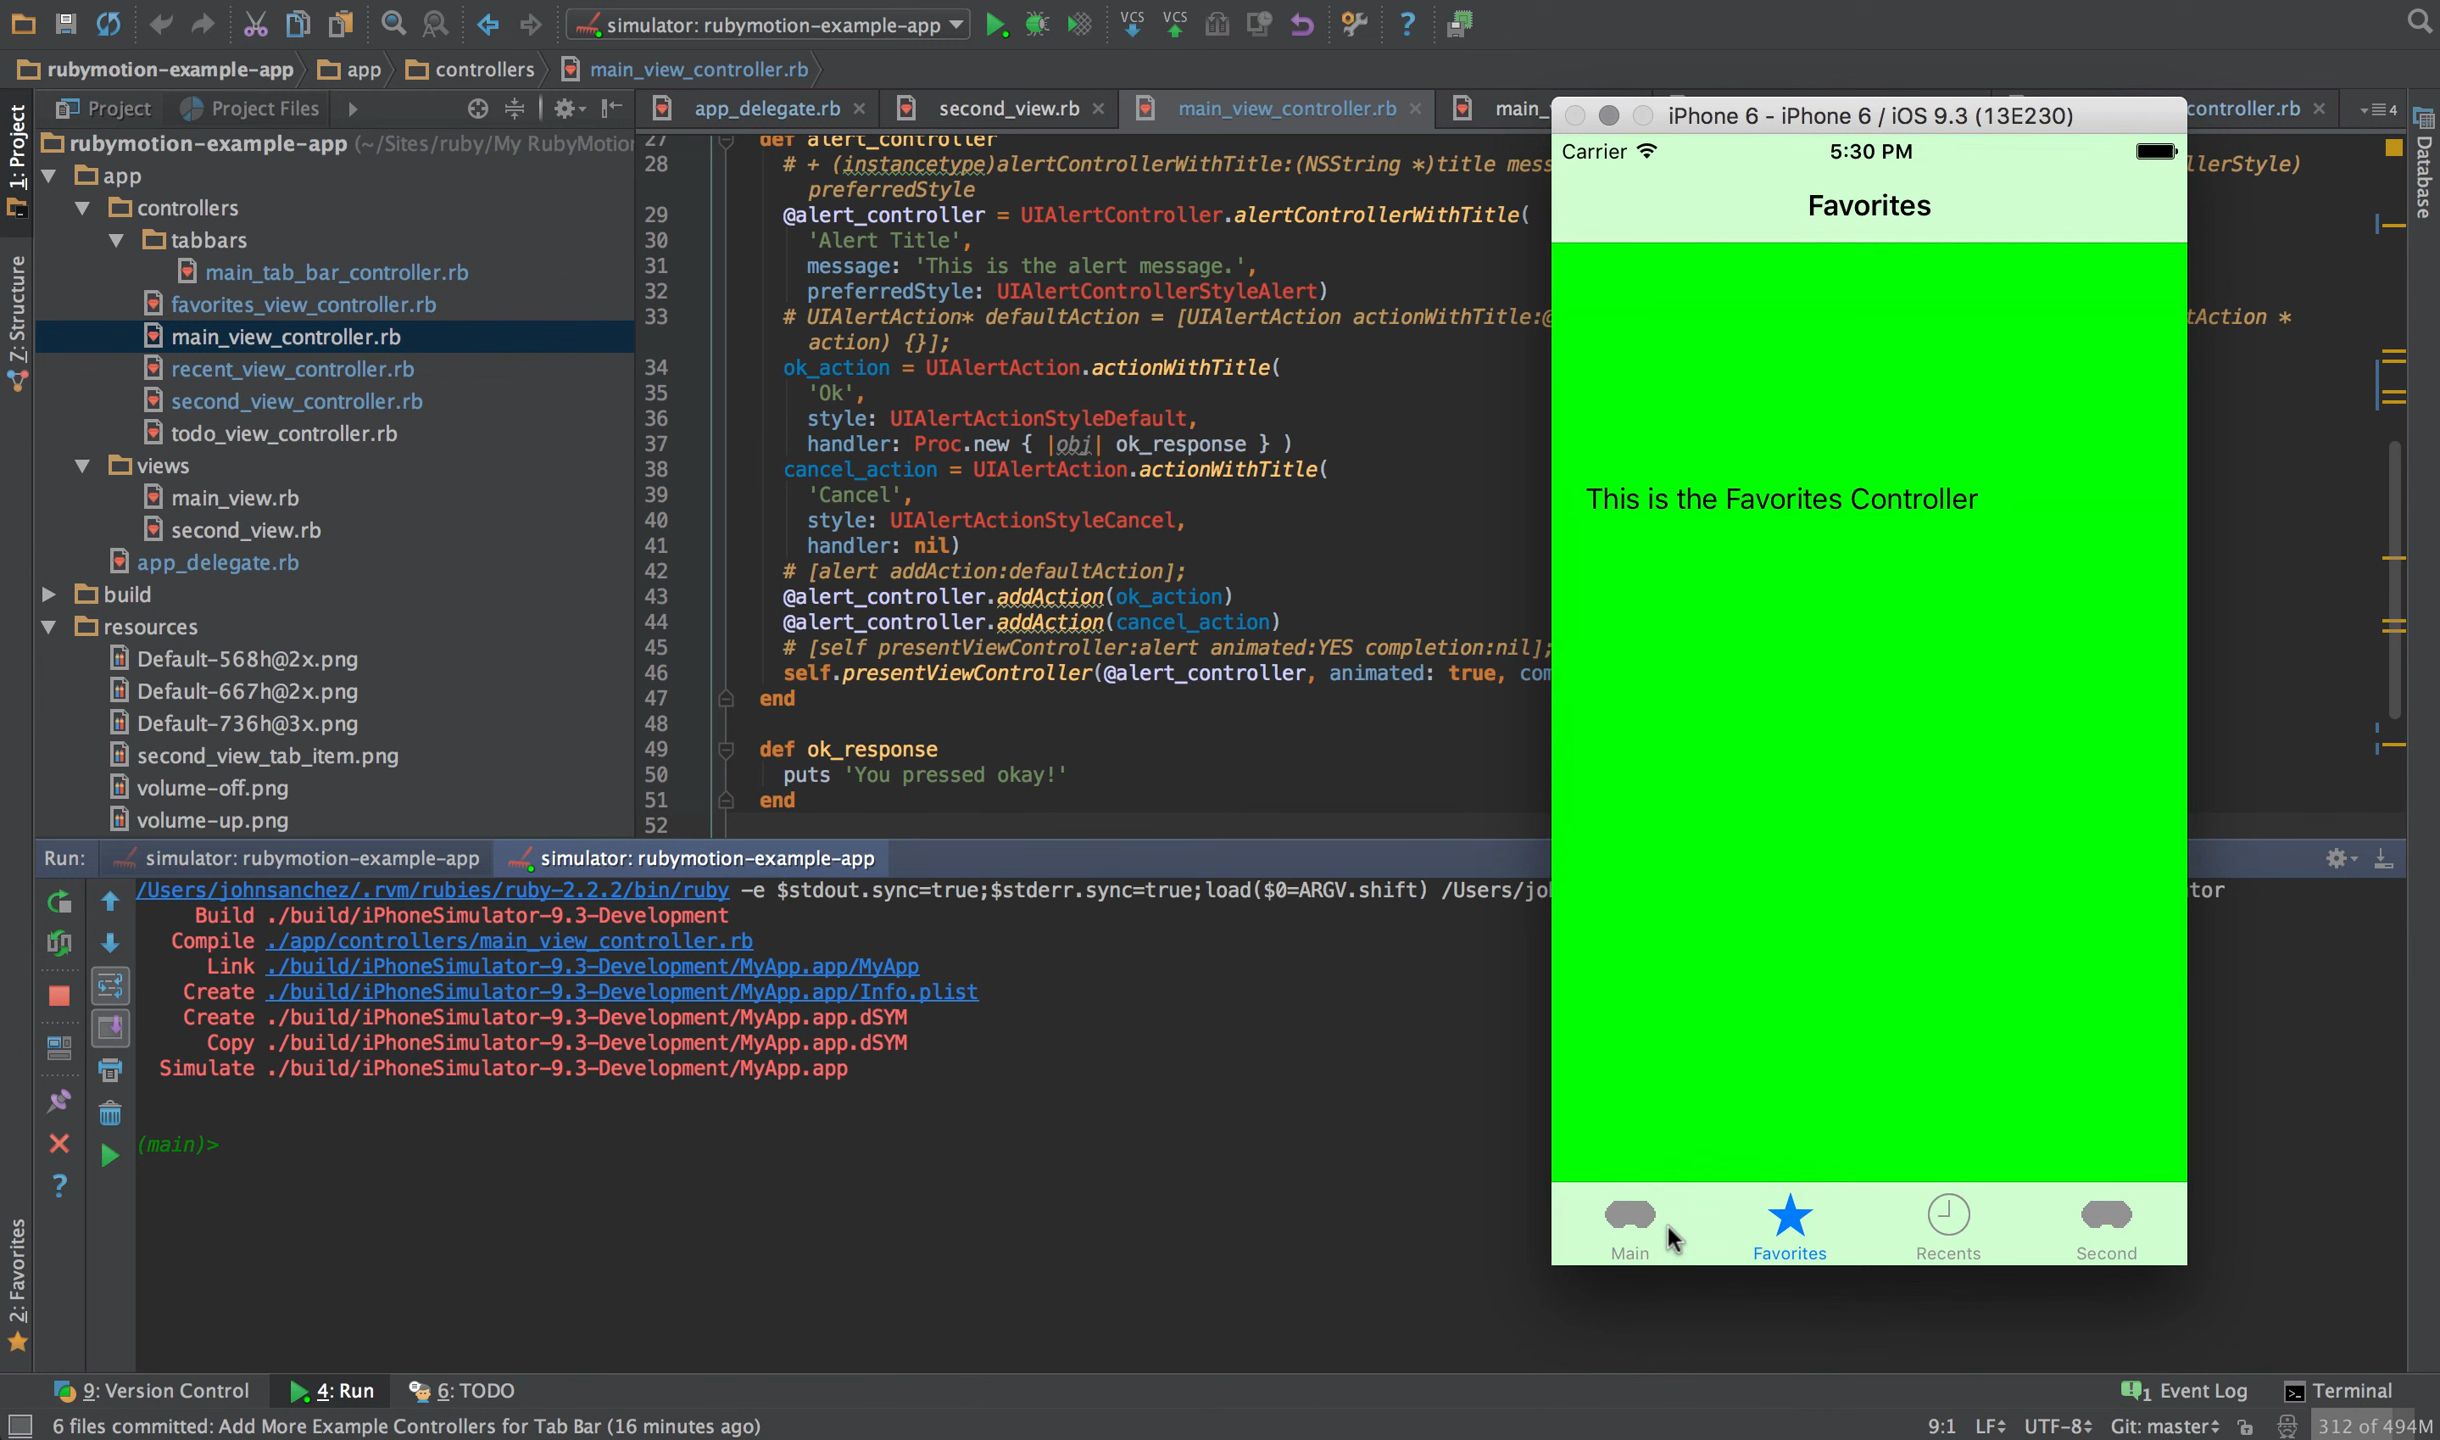 simulator: rubymotion-example-app
VCS VCS
rubymotion-example-app app controllers main_view_controller.rb
1: Project
Z: Structure
2: Favorites
Project Project Files
rubymotion-example-app (~/Sites/ruby/My RubyMotion
app
controllers
tabbars
main_tab_bar_controller.rb
favorites_view_controller.rb
main_view_controller.rb
recent_view_controller.rb
second_view_controller.rb
todo_view_controller.rb
views
main_view.rb
second_view.rb
app_delegate.rb
build
resources
Default-568h@2x.png
Default-667h@2x.png
Default-736h@3x.png
second_view_tab_item.png
volume-off.png
volume-up.png
app_delegate.rb second_view.rb main_view_controller.rb main_ controller.rb 4
Database
27 def alert_controller
28 # + (instancetype)alertControllerWithTitle:(NSString *)title mess llerStyle)
preferredStyle
29 @alert_controller = UIAlertController.alertControllerWithTitle(
30 'Alert Title',
31 message: 'This is the alert message.',
32 preferredStyle: UIAlertControllerStyleAlert)
33 # UIAlertAction* defaultAction = [UIAlertAction actionWithTitle:@ tAction *
action) {}];
34 ok_action = UIAlertAction.actionWithTitle(
35 'Ok',
36 style: UIAlertActionStyleDefault,
37 handler: Proc.new { |obj| ok_response } )
38 cancel_action = UIAlertAction.actionWithTitle(
39 'Cancel',
40 style: UIAlertActionStyleCancel,
41 handler: nil)
42 # [alert addAction:defaultAction];
43 @alert_controller.addAction(ok_action)
44 @alert_controller.addAction(cancel_action)
45 # [self presentViewController:alert animated:YES completion:nil];
46 self.presentViewController(@alert_controller, animated: true, com
47 end
48
49 def ok_response
50 puts 'You pressed okay!'
51 end
52
iPhone 6 - iPhone 6 / iOS 9.3 (13E230)
Carrier 5:30 PM
Favorites
This is the Favorites Controller
Main Favorites Recents Second
Run: simulator: rubymotion-example-app simulator: rubymotion-example-app
/Users/johnsanchez/.rvm/rubies/ruby-2.2.2/bin/ruby -e $stdout.sync=true;$stderr.sync=true;load($0=ARGV.shift) /Users/jo tor
Build ./build/iPhoneSimulator-9.3-Development
Compile ./app/controllers/main_view_controller.rb
Link ./build/iPhoneSimulator-9.3-Development/MyApp.app/MyApp
Create ./build/iPhoneSimulator-9.3-Development/MyApp.app/Info.plist
Create ./build/iPhoneSimulator-9.3-Development/MyApp.app.dSYM
Copy ./build/iPhoneSimulator-9.3-Development/MyApp.app.dSYM
Simulate ./build/iPhoneSimulator-9.3-Development/MyApp.app
(main)>
9: Version Control 4: Run 6: TODO 1 Event Log Terminal
6 files committed: Add More Example Controllers for Tab Bar (16 minutes ago) 9:1 LF UTF-8 Git: master 312 of 494M